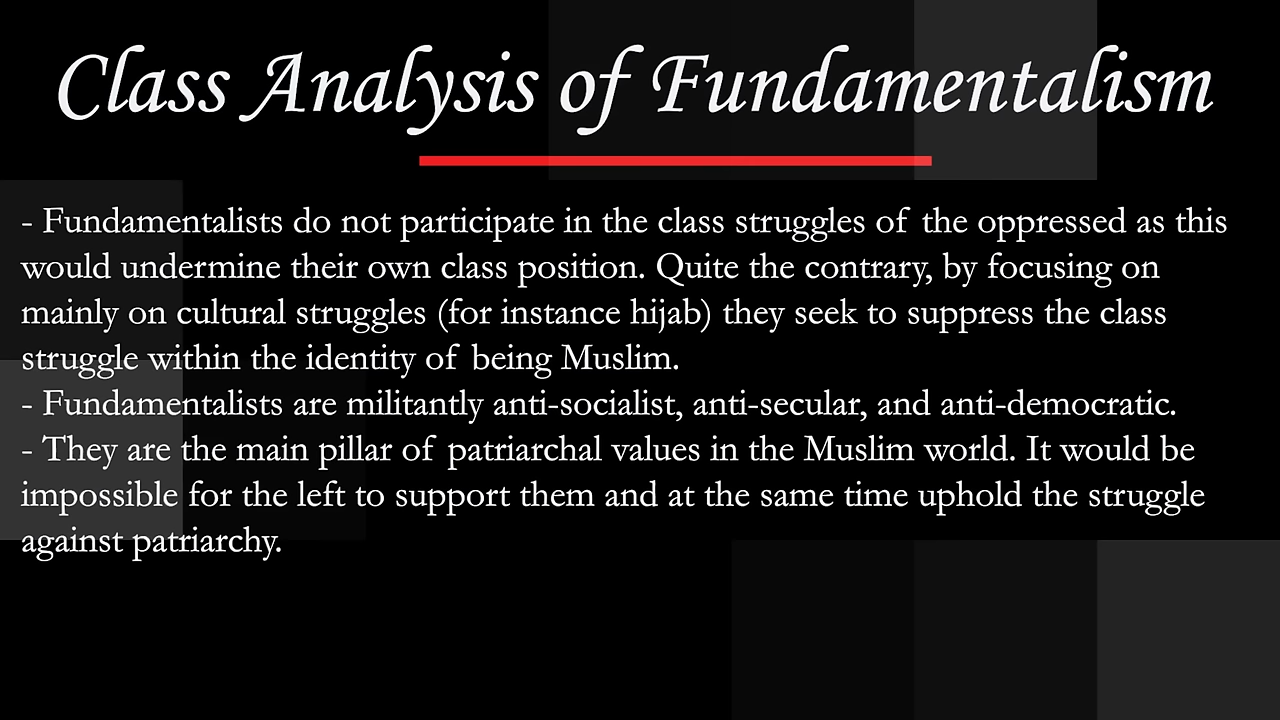 Class Analysis of Fundamentalism
- Fundamentalists do not participate in the class struggles of the oppressed as this
would undermine their own class position. Quite the contrary, by focusing on
mainly on cultural struggles (for instance hijab) they seek to suppress the class
struggle within the identity of being Muslim.
- Fundamentalists are militantly anti-socialist, anti-secular, and anti-democratic.
- They are the main pillar of patriarchal values in the Muslim world. It would be
impossible for the left to support them and at the same time uphold the struggle
against patriarchy.